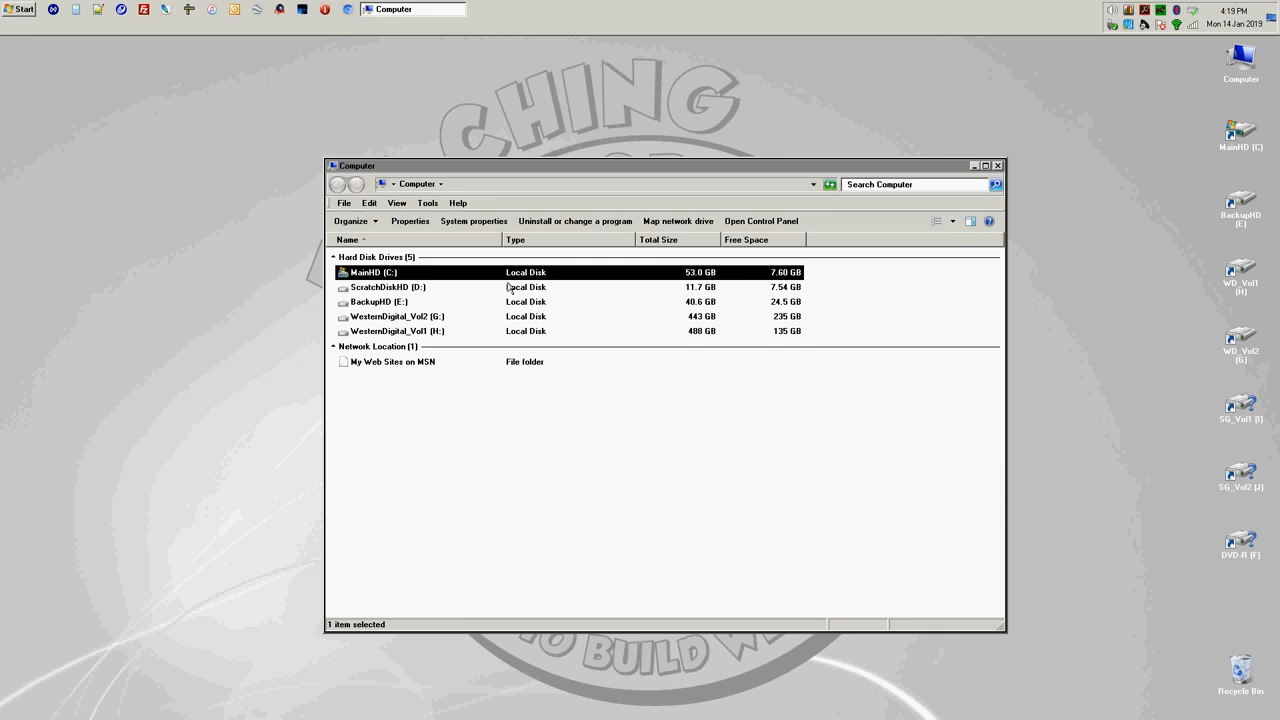 Start
Computer
4:19 PM
Mon 14 Jan 2019
CHING
Computer
Computer
Search Computer
File Edit View Tools Help
Organize Properties System properties Uninstall or change a program Map network drive Open Control Panel
Name Type Total Size Free Space
Hard Disk Drives (5)
MainHD (C:) Local Disk 53.0 GB 7.60 GB
ScratchDiskHD (D:) Local Disk 11.7 GB 7.54 GB
BackupHD (E:) Local Disk 40.6 GB 24.5 GB
WesternDigital_Vol2 (G:) Local Disk 443 GB 235 GB
WesternDigital_Vol1 (H:) Local Disk 488 GB 135 GB
Network Location (1)
My Web Sites on MSN File folder
1 item selected
BUILD
Computer
MainHD (C)
BackupHD
(E)
WD_Vol1
(H)
WD_Vol2
(G)
SG_Vol1 (I)
SG_Vol2 (J)
DVD-R (F)
Recycle Bin